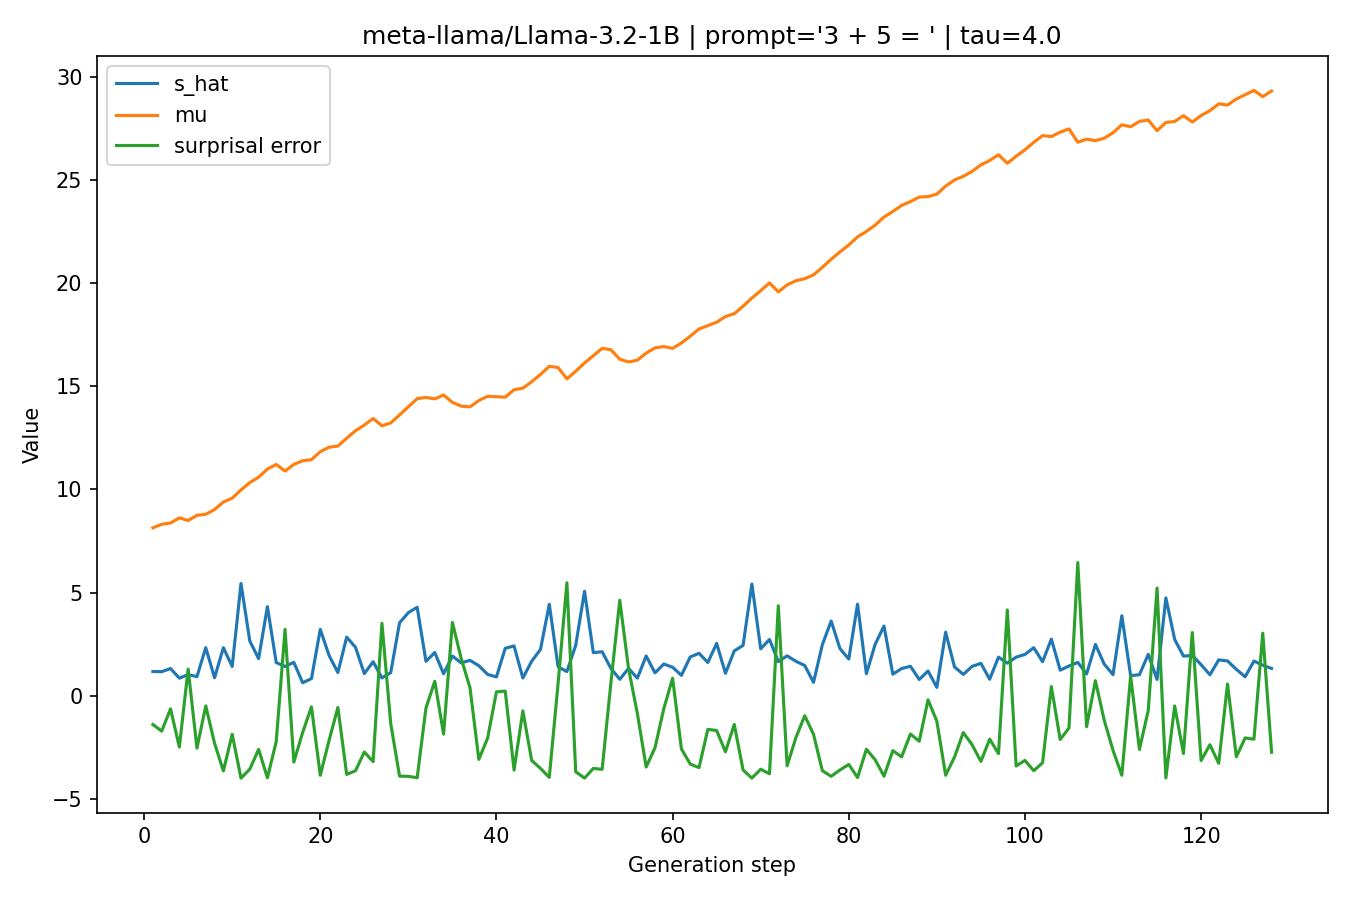 meta-llama/Llama-3.2-1B | prompt='3 + 5 = ' | tau=4.0
s_hat
mu
surprisal error
30
25
20
15
10
5
0
−5
Value
0 20 40 60 80 100 120
Generation step